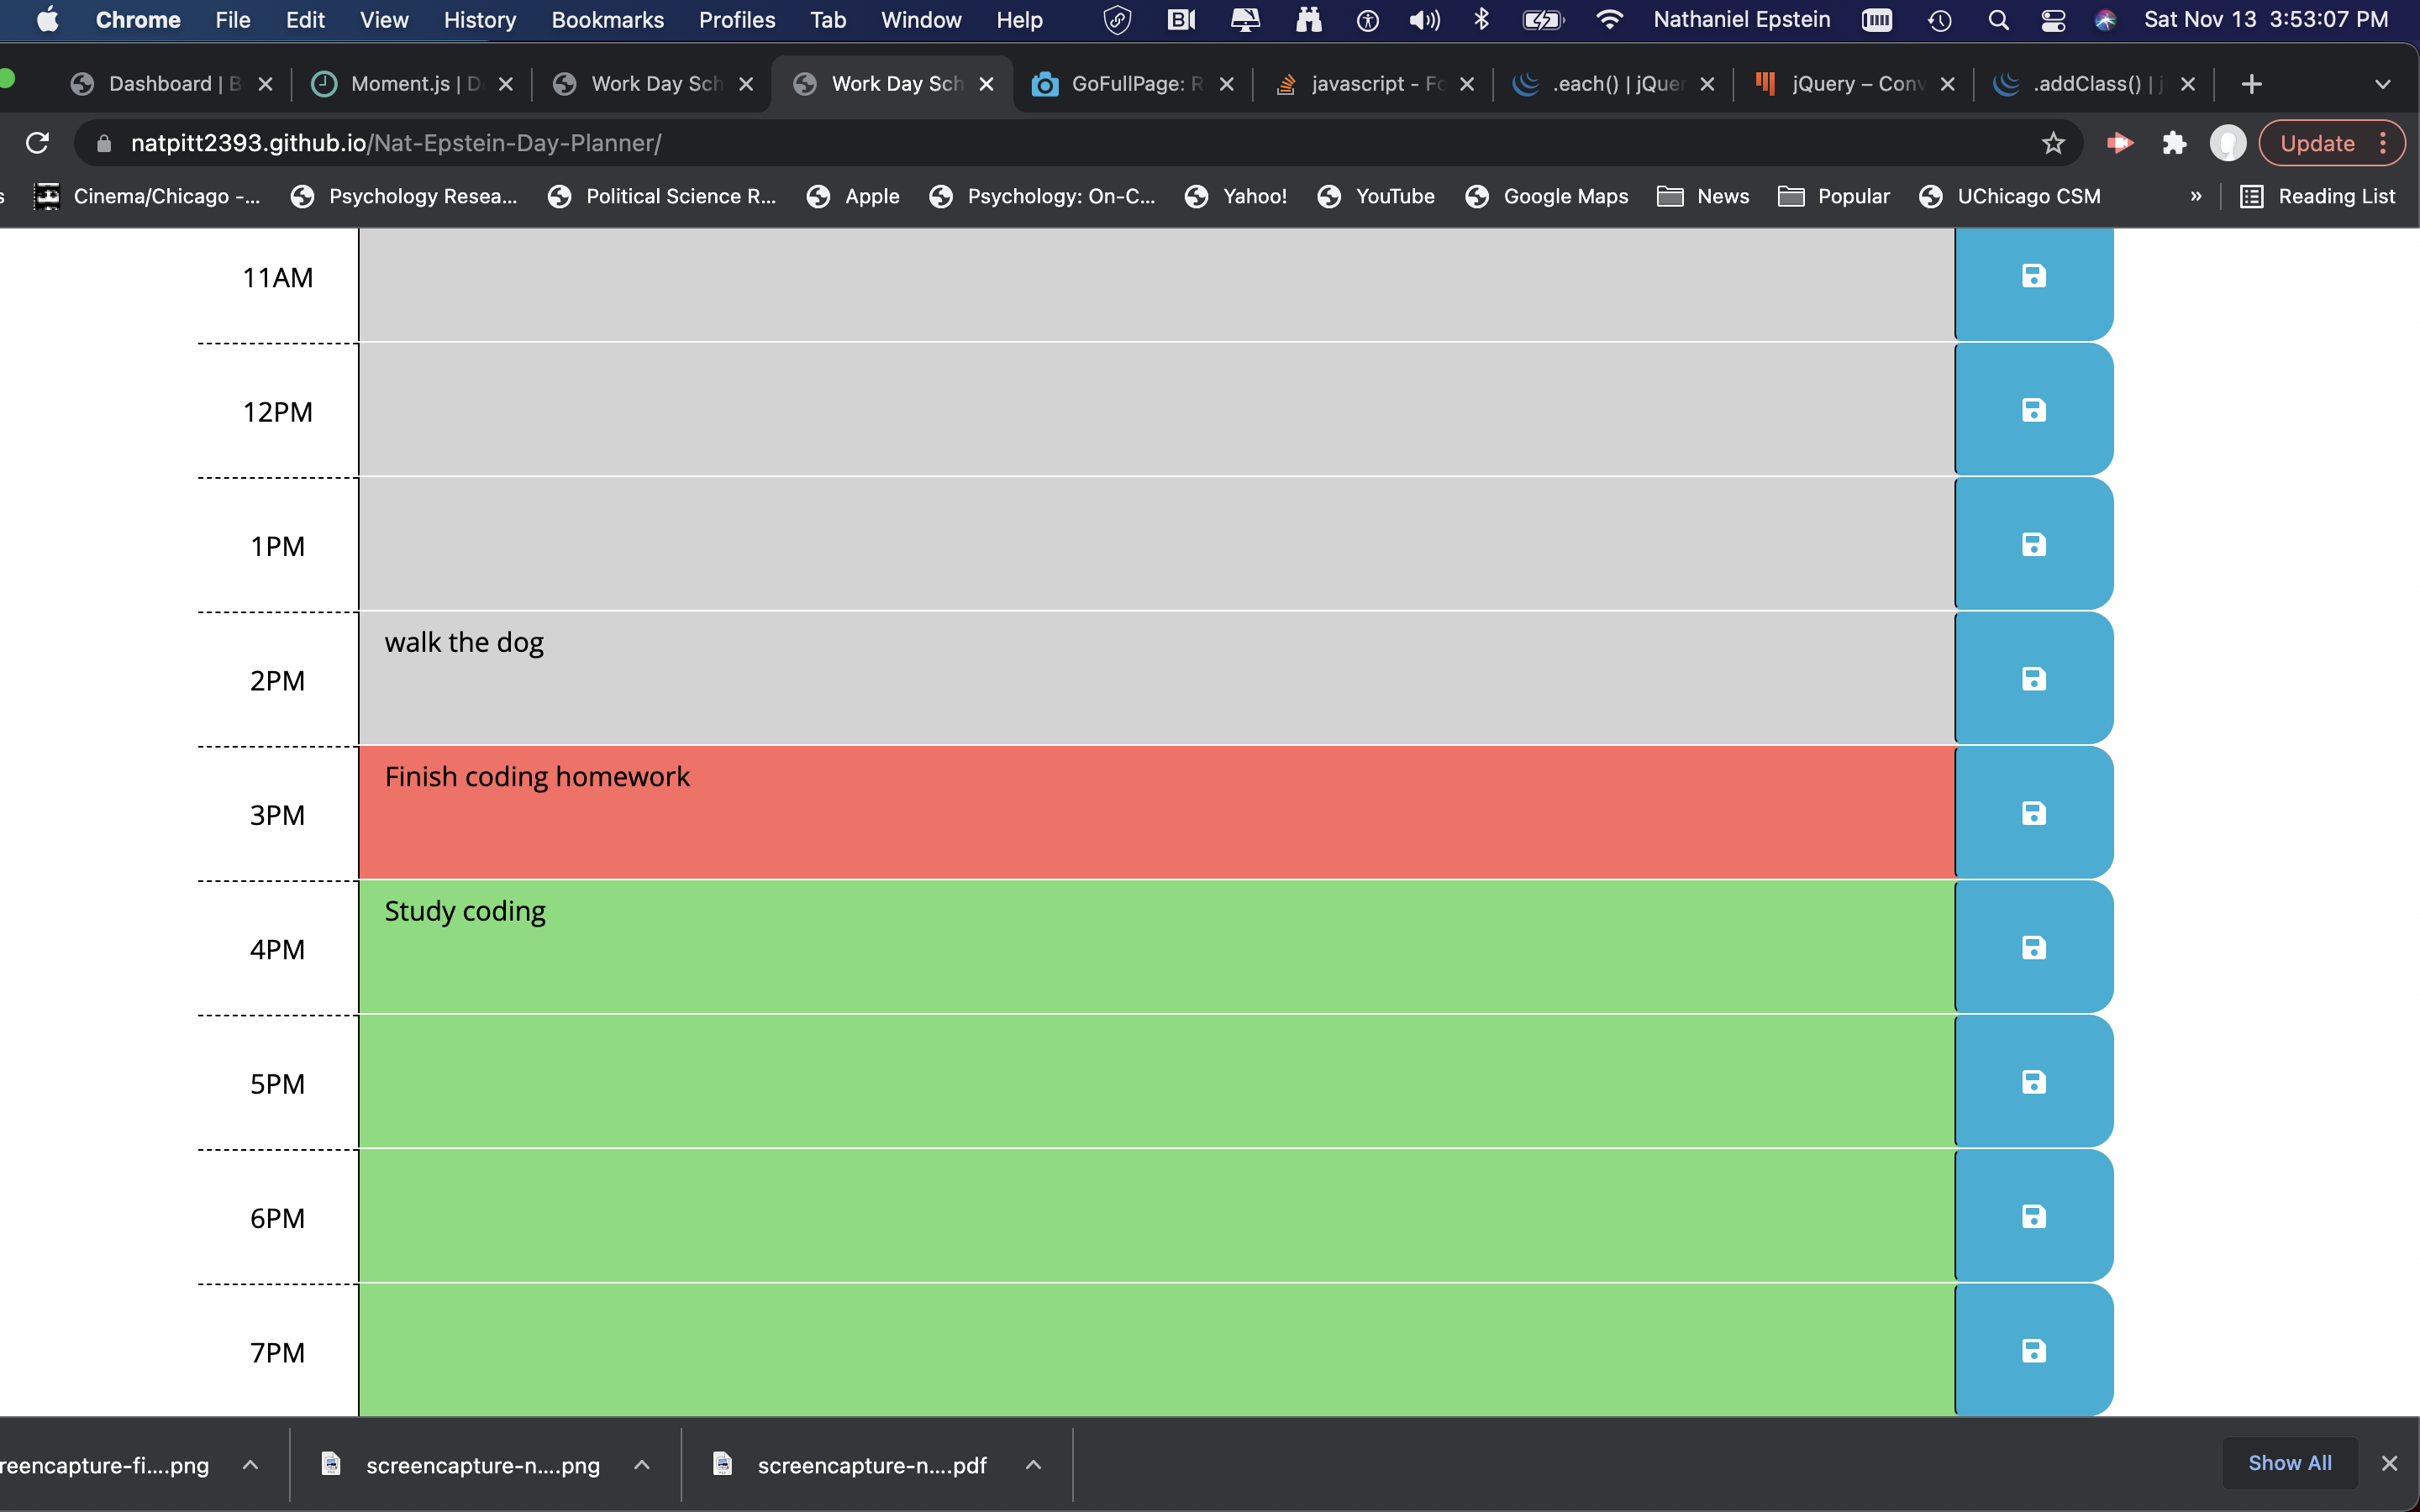 Chrome File Edit View History Bookmarks Profiles Tab Window Help Nathaniel Epstein Sat Nov 13 3:53:07 PM
Dashboard | B Moment.js | D Work Day Sch Work Day Sch GoFullPage: R javascript - Fo .each() | jQuer jQuery – Conv .addClass() | j
natpitt2393.github.io/Nat-Epstein-Day-Planner/ Update
s Cinema/Chicago -... Psychology Resea... Political Science R... Apple Psychology: On-C... Yahoo! YouTube Google Maps News Popular UChicago CSM » Reading List
11AM
12PM
1PM
walk the dog
2PM
Finish coding homework
3PM
Study coding
4PM
5PM
6PM
7PM
reencapture-fi....png screencapture-n....png screencapture-n....pdf Show All